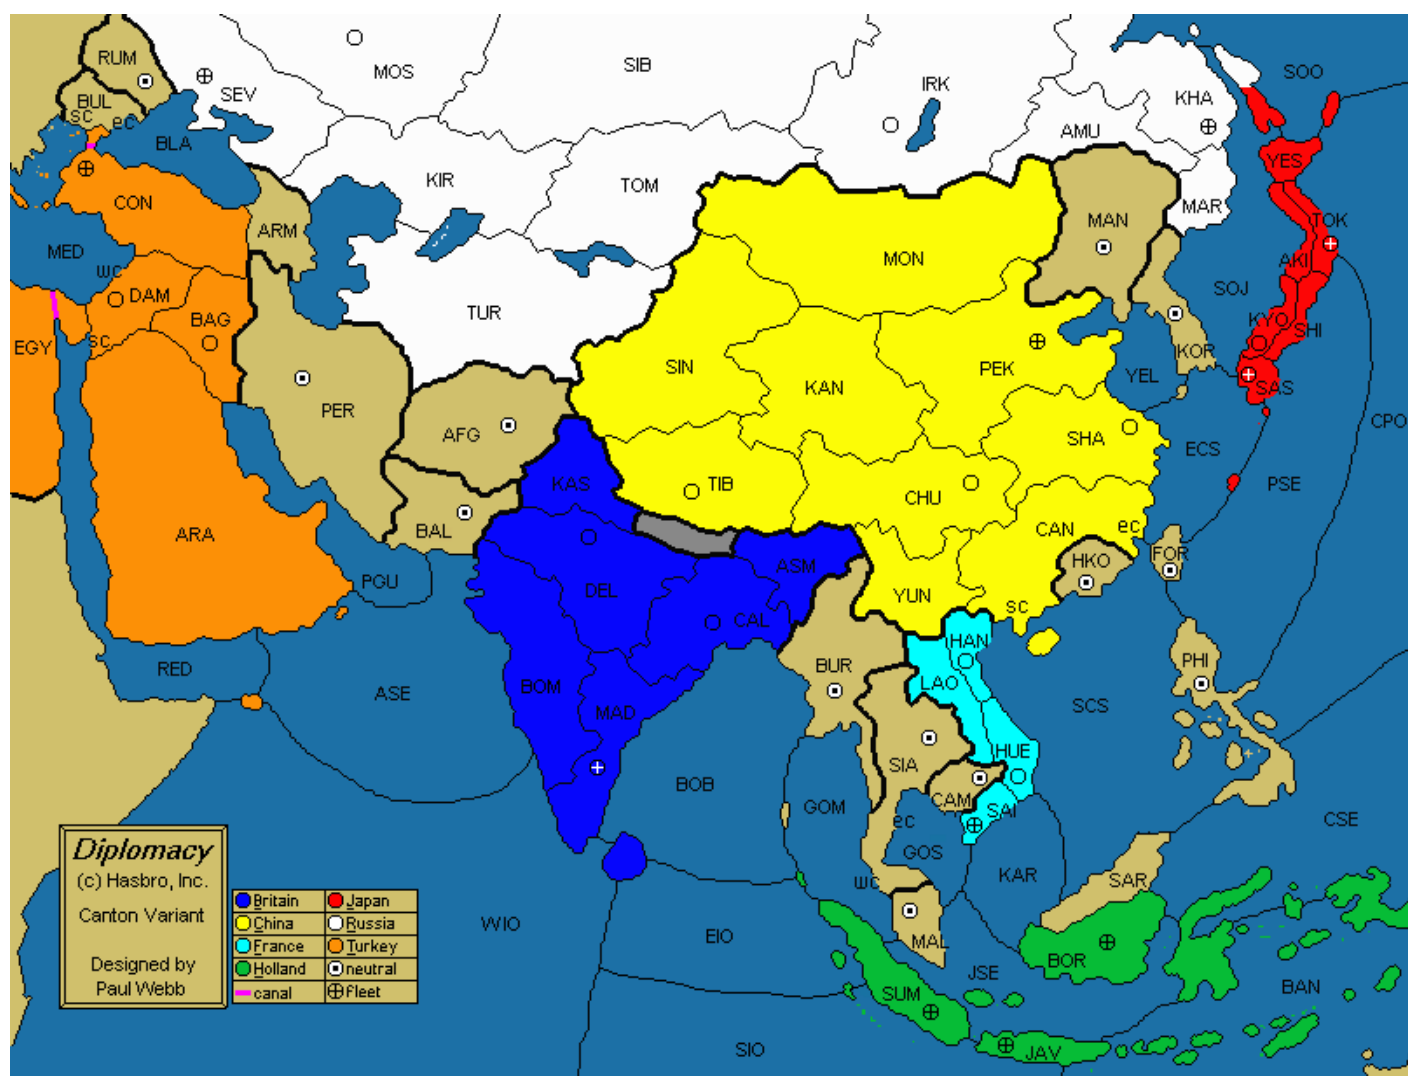 RUM
MOS
SIB
IRK
SOO
SEV
KHA
BUL
sc
ec
BLA
AMU
YES
KIR
TOM
CON
MAR
ARM
MAN
TOK
MED
wc
MON
AKI
DAM
SOJ
BAG
TUR
KYO
SHI
EGY
sc
KOR
SIN
KAN
PEK
YEL
SAS
PER
AFG
SHA
CPO
ECS
KAS
TIB
CHU
PSE
ARA
BAL
CAN
ec
FOR
HKO
PGU
DEL
ASM
YUN
sc
CAL
HAN
RED
BUR
PHI
ASE
BOM
LAO
MAD
SCS
HUE
SIA
BOB
GOM
CAM
SAI
ec
GOS
CSE
KAR
wc
SAR
Diplomacy
(c) Hasbro, Inc.
Canton Variant
Designed by
Paul Webb
Britain
Japan
China
Russia
France
Turkey
Holland
neutral
canal
fleet
WIO
EIO
MAL
BOR
JSE
SUM
BAN
SIO
JAV